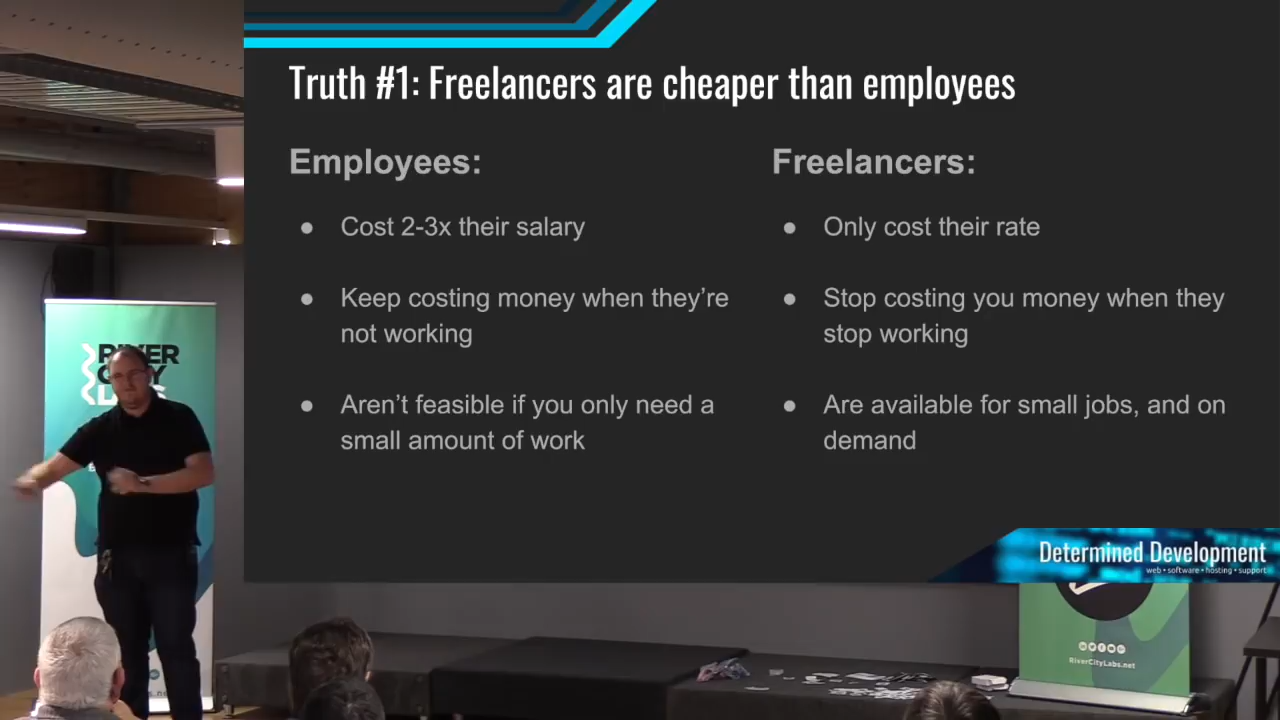 Truth #1: Freelancers are cheaper than employees
Employees:
● Cost 2-3x their salary
● Keep costing money when they’re
not working
● Aren’t feasible if you only need a
small amount of work
Freelancers:
● Only cost their rate
● Stop costing you money when they
stop working
● Are available for small jobs, and on
demand
Determined Development
web • software • hosting • support
RIVER
RiverCityLabs.net